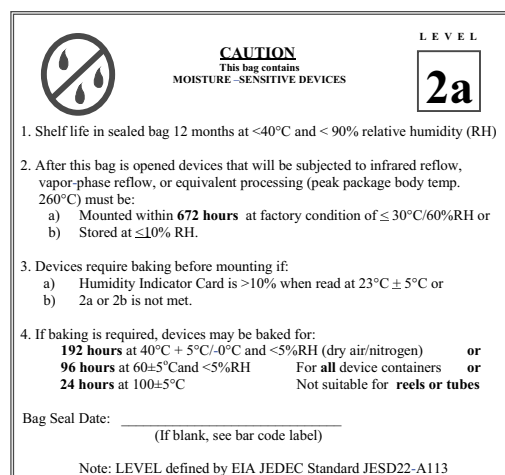 LEVEL
CAUTION
This bag contains
MOISTURE –SENSITIVE DEVICES
2a
1. Shelf life in sealed bag 12 months at <40°C and < 90% relative humidity (RH)
2. After this bag is opened devices that will be subjected to infrared reflow,
vapor-phase reflow, or equivalent processing (peak package body temp.
260°C) must be:
a) Mounted within 672 hours at factory condition of ≤ 30°C/60%RH or
b) Stored at ≤10% RH.
3. Devices require baking before mounting if:
a) Humidity Indicator Card is >10% when read at 23°C ± 5°C or
b) 2a or 2b is not met.
4. If baking is required, devices may be baked for:
192 hours at 40°C + 5°C/-0°C and <5%RH (dry air/nitrogen) or
96 hours at 60±5°Cand <5%RH For all device containers or
24 hours at 100±5°C Not suitable for reels or tubes
Bag Seal Date: ______________________________
(If blank, see bar code label)
Note: LEVEL defined by EIA JEDEC Standard JESD22-A113